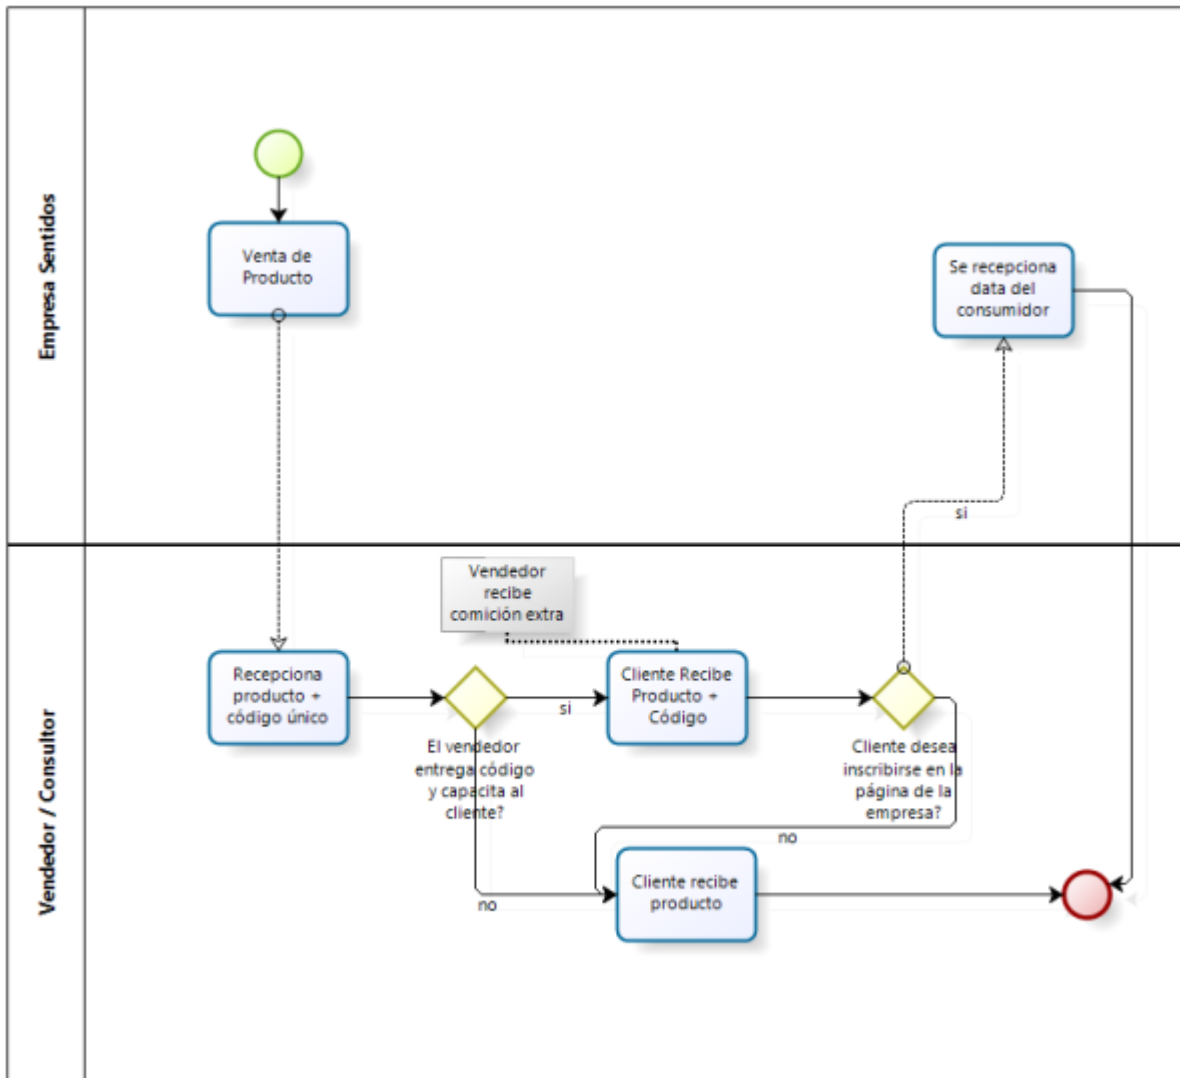 Empresa Sentidos
Venta de
Producto
Se recepciona
data del
consumidor
si
Vendedor / Consultor
Vendedor
recibe
comición extra
Recepciona
producto +
código único
El vendedor
entrega código
y capacita al
cliente?
si
no
Cliente Recibe
Producto +
Código
Cliente desea
inscribirse en la
página de la
empresa?
no
Cliente recibe
producto